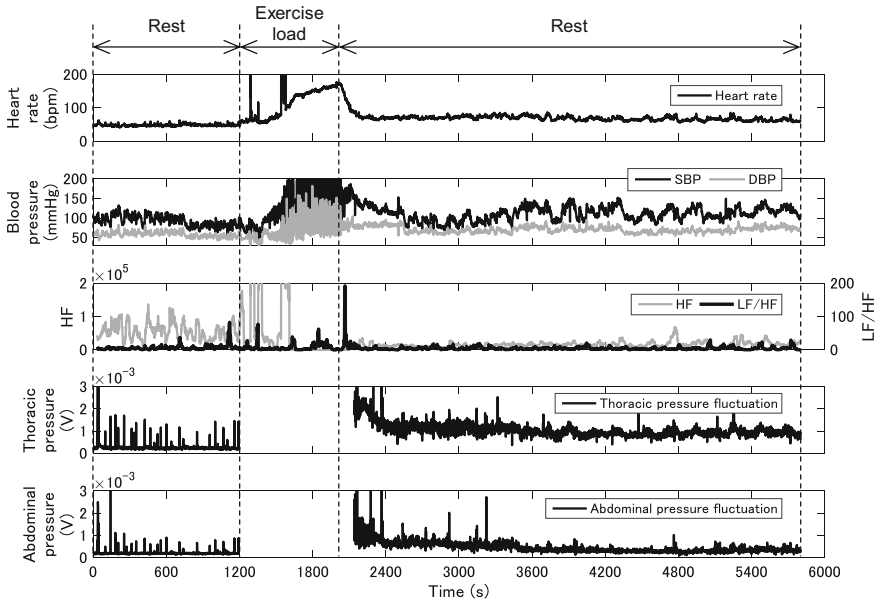 Rest
Exercise
load
Rest
Heart
rate
(bpm)
200
100
0
Heart rate
Blood
pressure
(mmHg)
200
150
100
50
SBP DBP
×10⁵
HF
2
1
0
HF LF/HF
200
100
0
LF/HF
×10⁻³
Thoracic
pressure
(V)
3
2
1
0
Thoracic pressure fluctuation
×10⁻³
Abdominal
pressure
(V)
3
2
1
0
Abdominal pressure fluctuation
0 600 1200 1800 2400 3000 3600 4200 4800 5400 6000
Time (s)